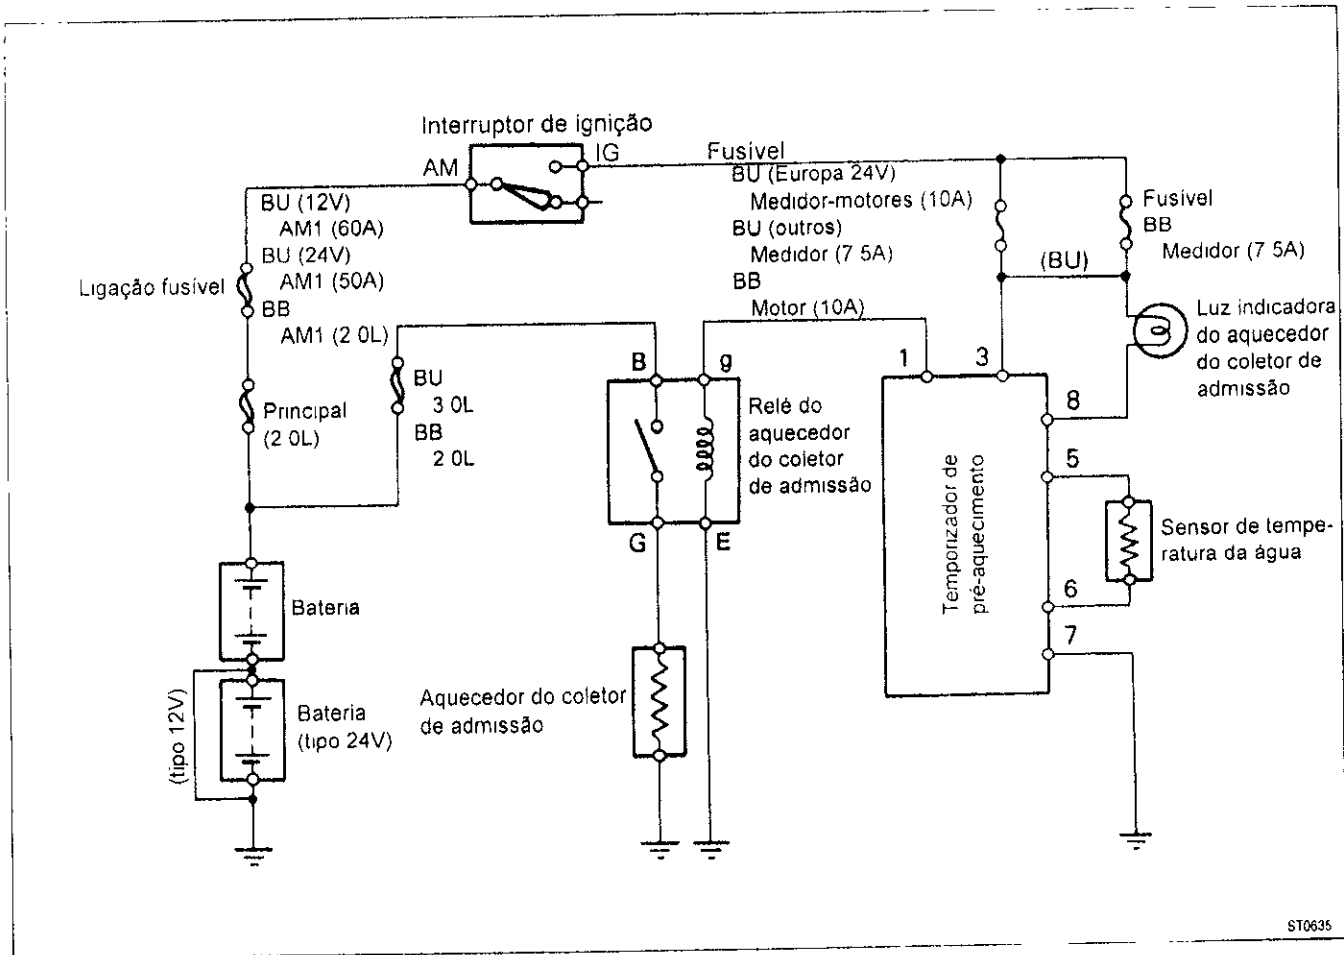 Interruptor de ignição
AM
IG
Fusível
BU (12V)
AM1 (60A)
BU (24V)
AM1 (50A)
BB
AM1 (2 0L)
Ligação fusível
BU (Europa 24V)
Medidor-motores (10A)
BU (outros)
Medidor (7 5A)
BB
Motor (10A)
Fusível
BB
Medidor (7 5A)
(BU)
Luz indicadora
do aquecedor
do coletor de
admissão
Principal
(2 0L)
BU
3 0L
BB
2 0L
B
g
G
E
Relé do
aquecedor
do coletor
de admissão
1
3
8
5
6
7
Temporizador de
pré-aquecimento
Sensor de tempe-
ratura da água
Bateria
Bateria
(tipo 24V)
(tipo 12V)
Aquecedor do coletor
de admissão
ST0635